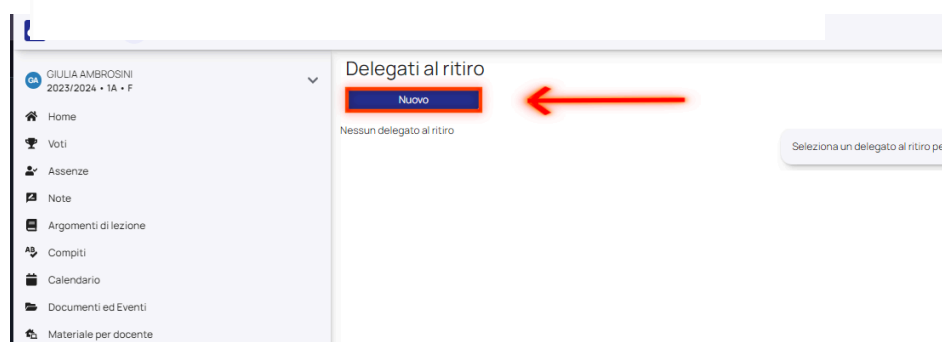 GA
GIULIA AMBROSINI
2023/2024 • 1A • F
Home
Voti
Assenze
Note
Argomenti di lezione
Compiti
Calendario
Documenti ed Eventi
Materiale per docente
Delegati al ritiro
Nuovo
Nessun delegato al ritiro
Seleziona un delegato al ritiro pe